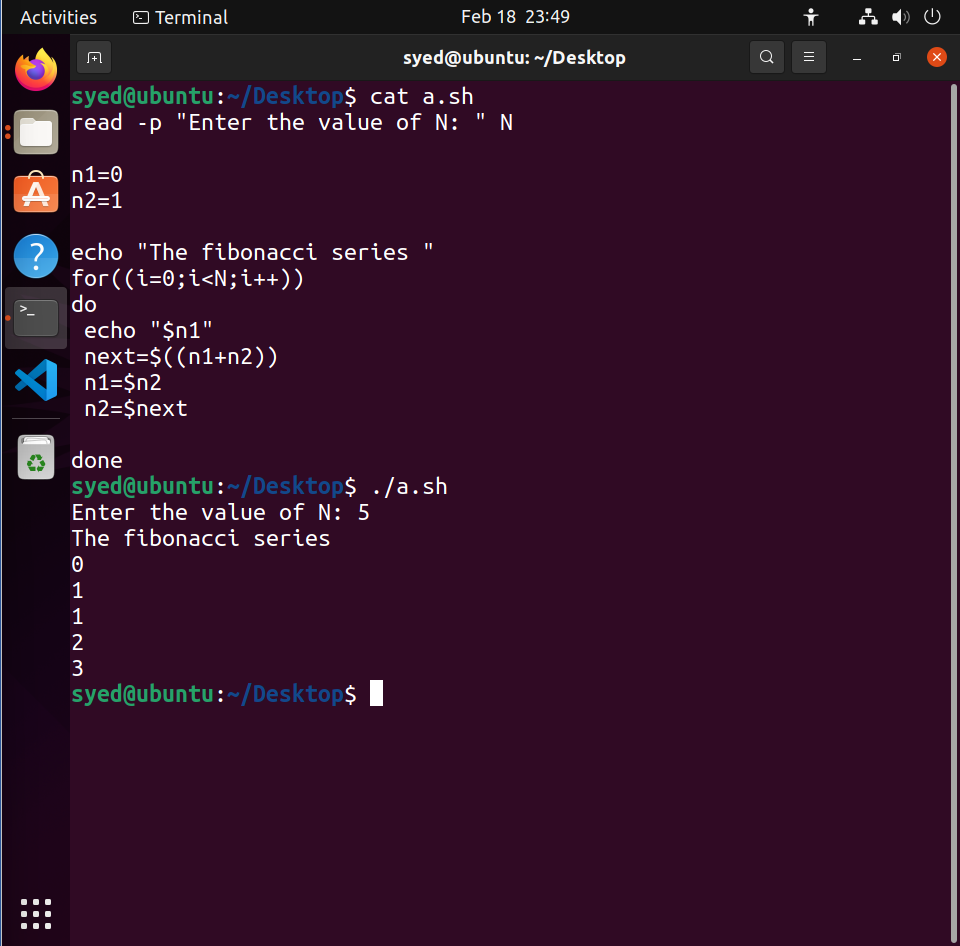 Activities Terminal Feb 18 23:49
syed@ubuntu: ~/Desktop
syed@ubuntu:~/Desktop$ cat a.sh
read -p "Enter the value of N: " N
n1=0
n2=1
echo "The fibonacci series "
for((i=0;i<N;i++))
do
echo "$n1"
next=$((n1+n2))
n1=$n2
n2=$next
done
syed@ubuntu:~/Desktop$ ./a.sh
Enter the value of N: 5
The fibonacci series
0
1
1
2
3
syed@ubuntu:~/Desktop$